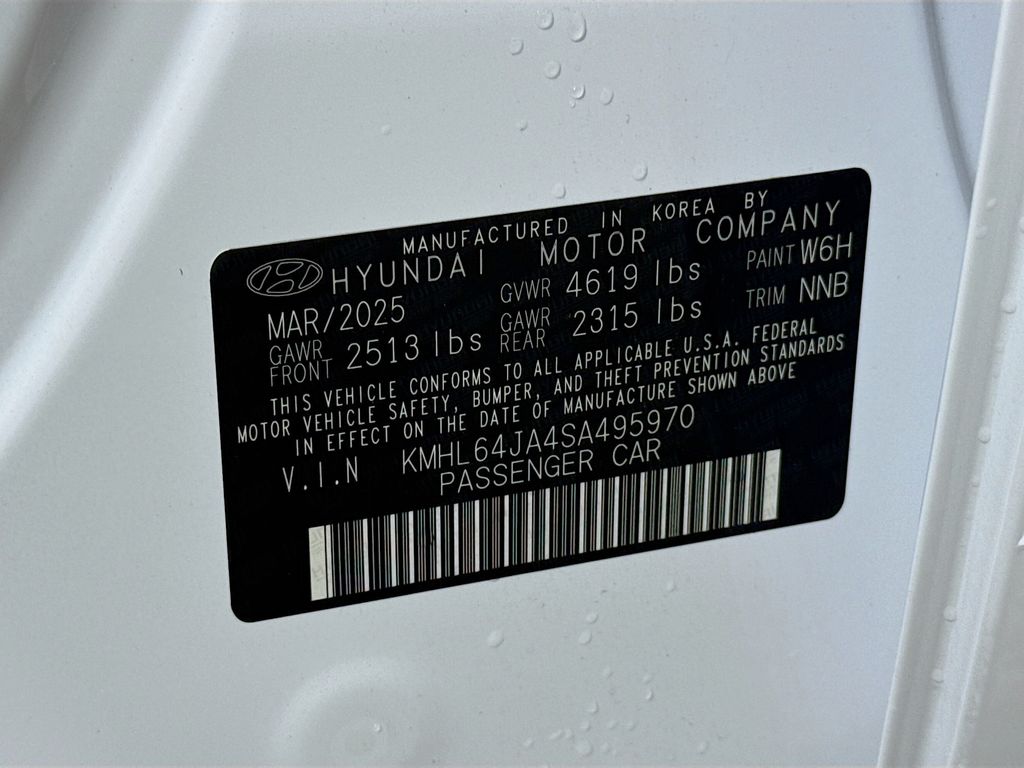 MANUFACTURED IN KOREA BY
HYUNDAI MOTOR COMPANY
MAR/2025 GVWR 4619 lbs PAINT W6H
GAWR FRONT 2513 lbs GAWR REAR 2315 lbs TRIM NNB
THIS VEHICLE CONFORMS TO ALL APPLICABLE U.S.A. FEDERAL
MOTOR VEHICLE SAFETY, BUMPER, AND THEFT PREVENTION STANDARDS
IN EFFECT ON THE DATE OF MANUFACTURE SHOWN ABOVE
V.I.N KMHL64JA4SA495970
PASSENGER CAR